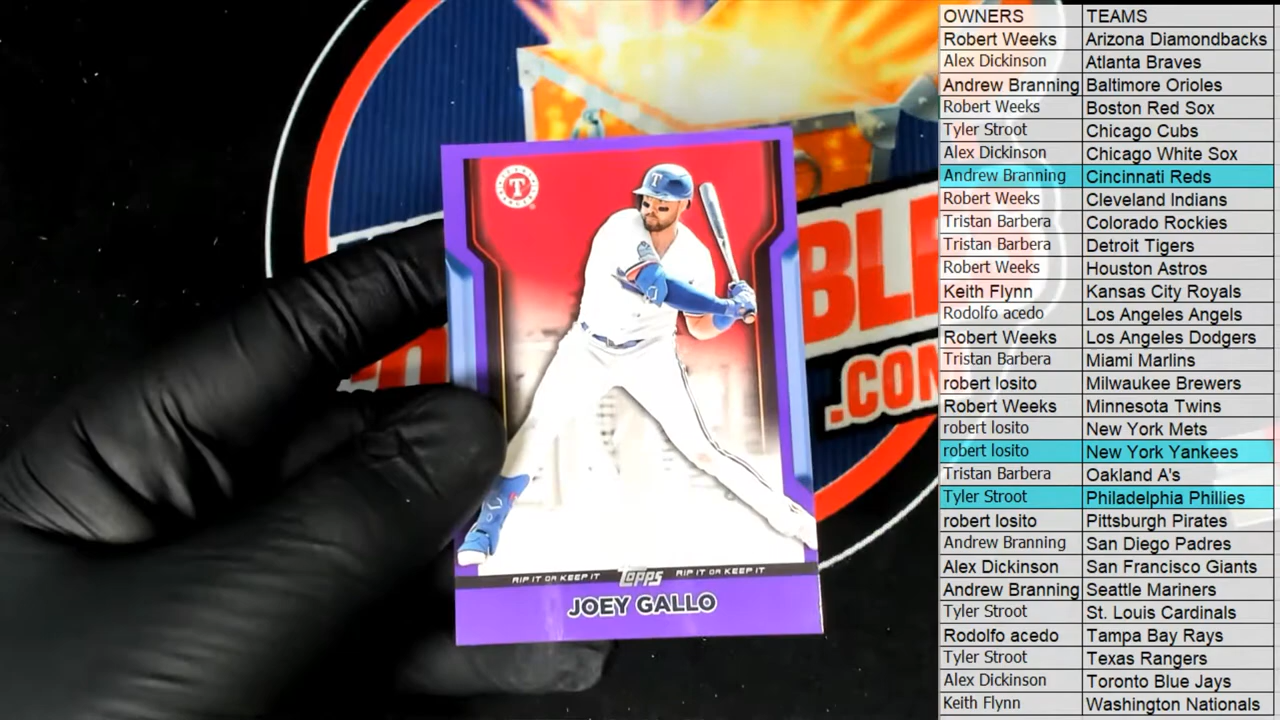 OWNERS TEAMS
Robert Weeks Arizona Diamondbacks
Alex Dickinson Atlanta Braves
Andrew Branning Baltimore Orioles
Robert Weeks Boston Red Sox
Tyler Stroot Chicago Cubs
Alex Dickinson Chicago White Sox
Andrew Branning Cincinnati Reds
Robert Weeks Cleveland Indians
Tristan Barbera Colorado Rockies
Tristan Barbera Detroit Tigers
Robert Weeks Houston Astros
Keith Flynn Kansas City Royals
Rodolfo acedo Los Angeles Angels
Robert Weeks Los Angeles Dodgers
Tristan Barbera Miami Marlins
robert losito Milwaukee Brewers
Robert Weeks Minnesota Twins
robert losito New York Mets
robert losito New York Yankees
Tristan Barbera Oakland A's
Tyler Stroot Philadelphia Phillies
robert losito Pittsburgh Pirates
Andrew Branning San Diego Padres
Alex Dickinson San Francisco Giants
Andrew Branning Seattle Mariners
Tyler Stroot St. Louis Cardinals
Rodolfo acedo Tampa Bay Rays
Tyler Stroot Texas Rangers
Alex Dickinson Toronto Blue Jays
Keith Flynn Washington Nationals
T
T
RIP IT OR KEEP IT Topps RIP IT OR KEEP IT
JOEY GALLO
BLE
.COM